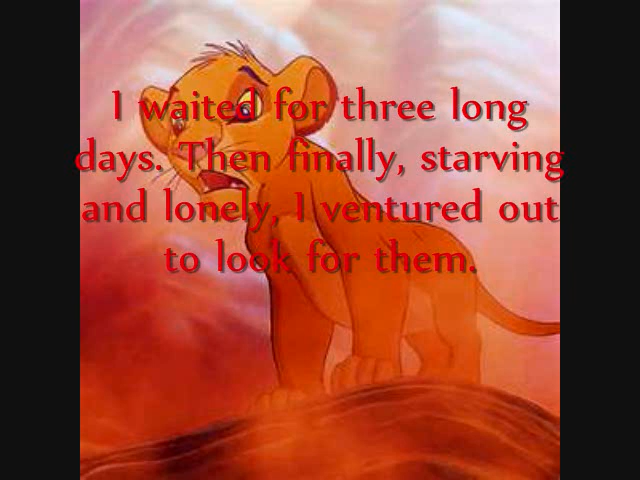 I waited for three long
days. Then finally, starving
and lonely, I ventured out
to look for them.